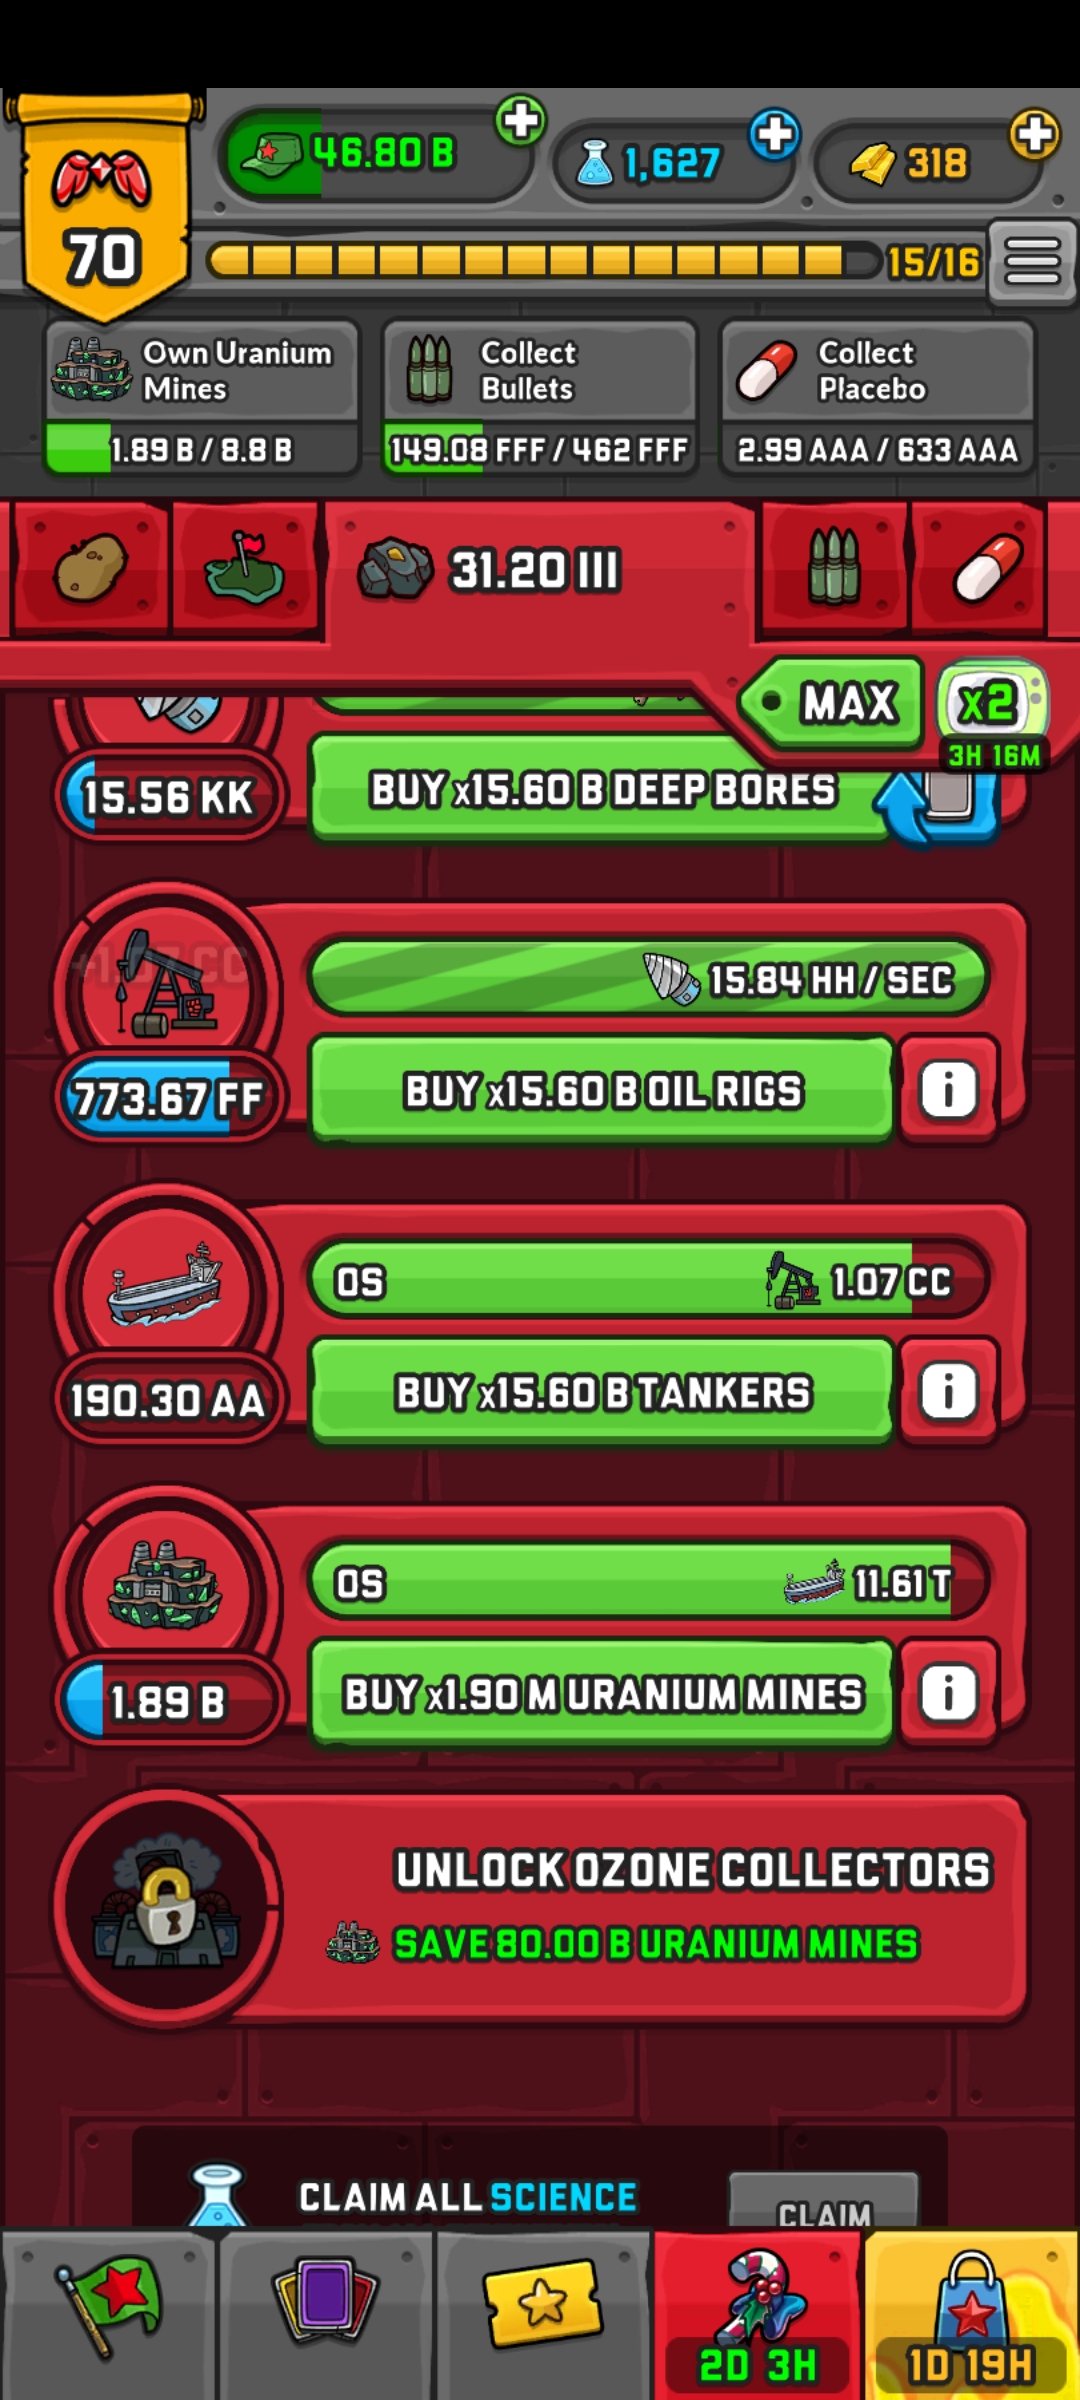 46.80 B
1,627
318
70
15/16
Own Uranium
Mines
1.89 B / 8.8 B
Collect
Bullets
149.08 FFF / 462 FFF
Collect
Placebo
2.99 AAA / 633 AAA
31.20 III
MAX
x2
3H 16M
15.56 KK
BUY x15.60 B DEEP BORES
+1.07 CC
15.84 HH / SEC
773.67 FF
BUY x15.60 B OIL RIGS
0S
1.07 CC
190.30 AA
BUY x15.60 B TANKERS
0S
11.61 T
1.89 B
BUY x1.90 M URANIUM MINES
UNLOCK OZONE COLLECTORS
SAVE 80.00 B URANIUM MINES
CLAIM ALL SCIENCE
CLAIM
2D 3H
1D 19H